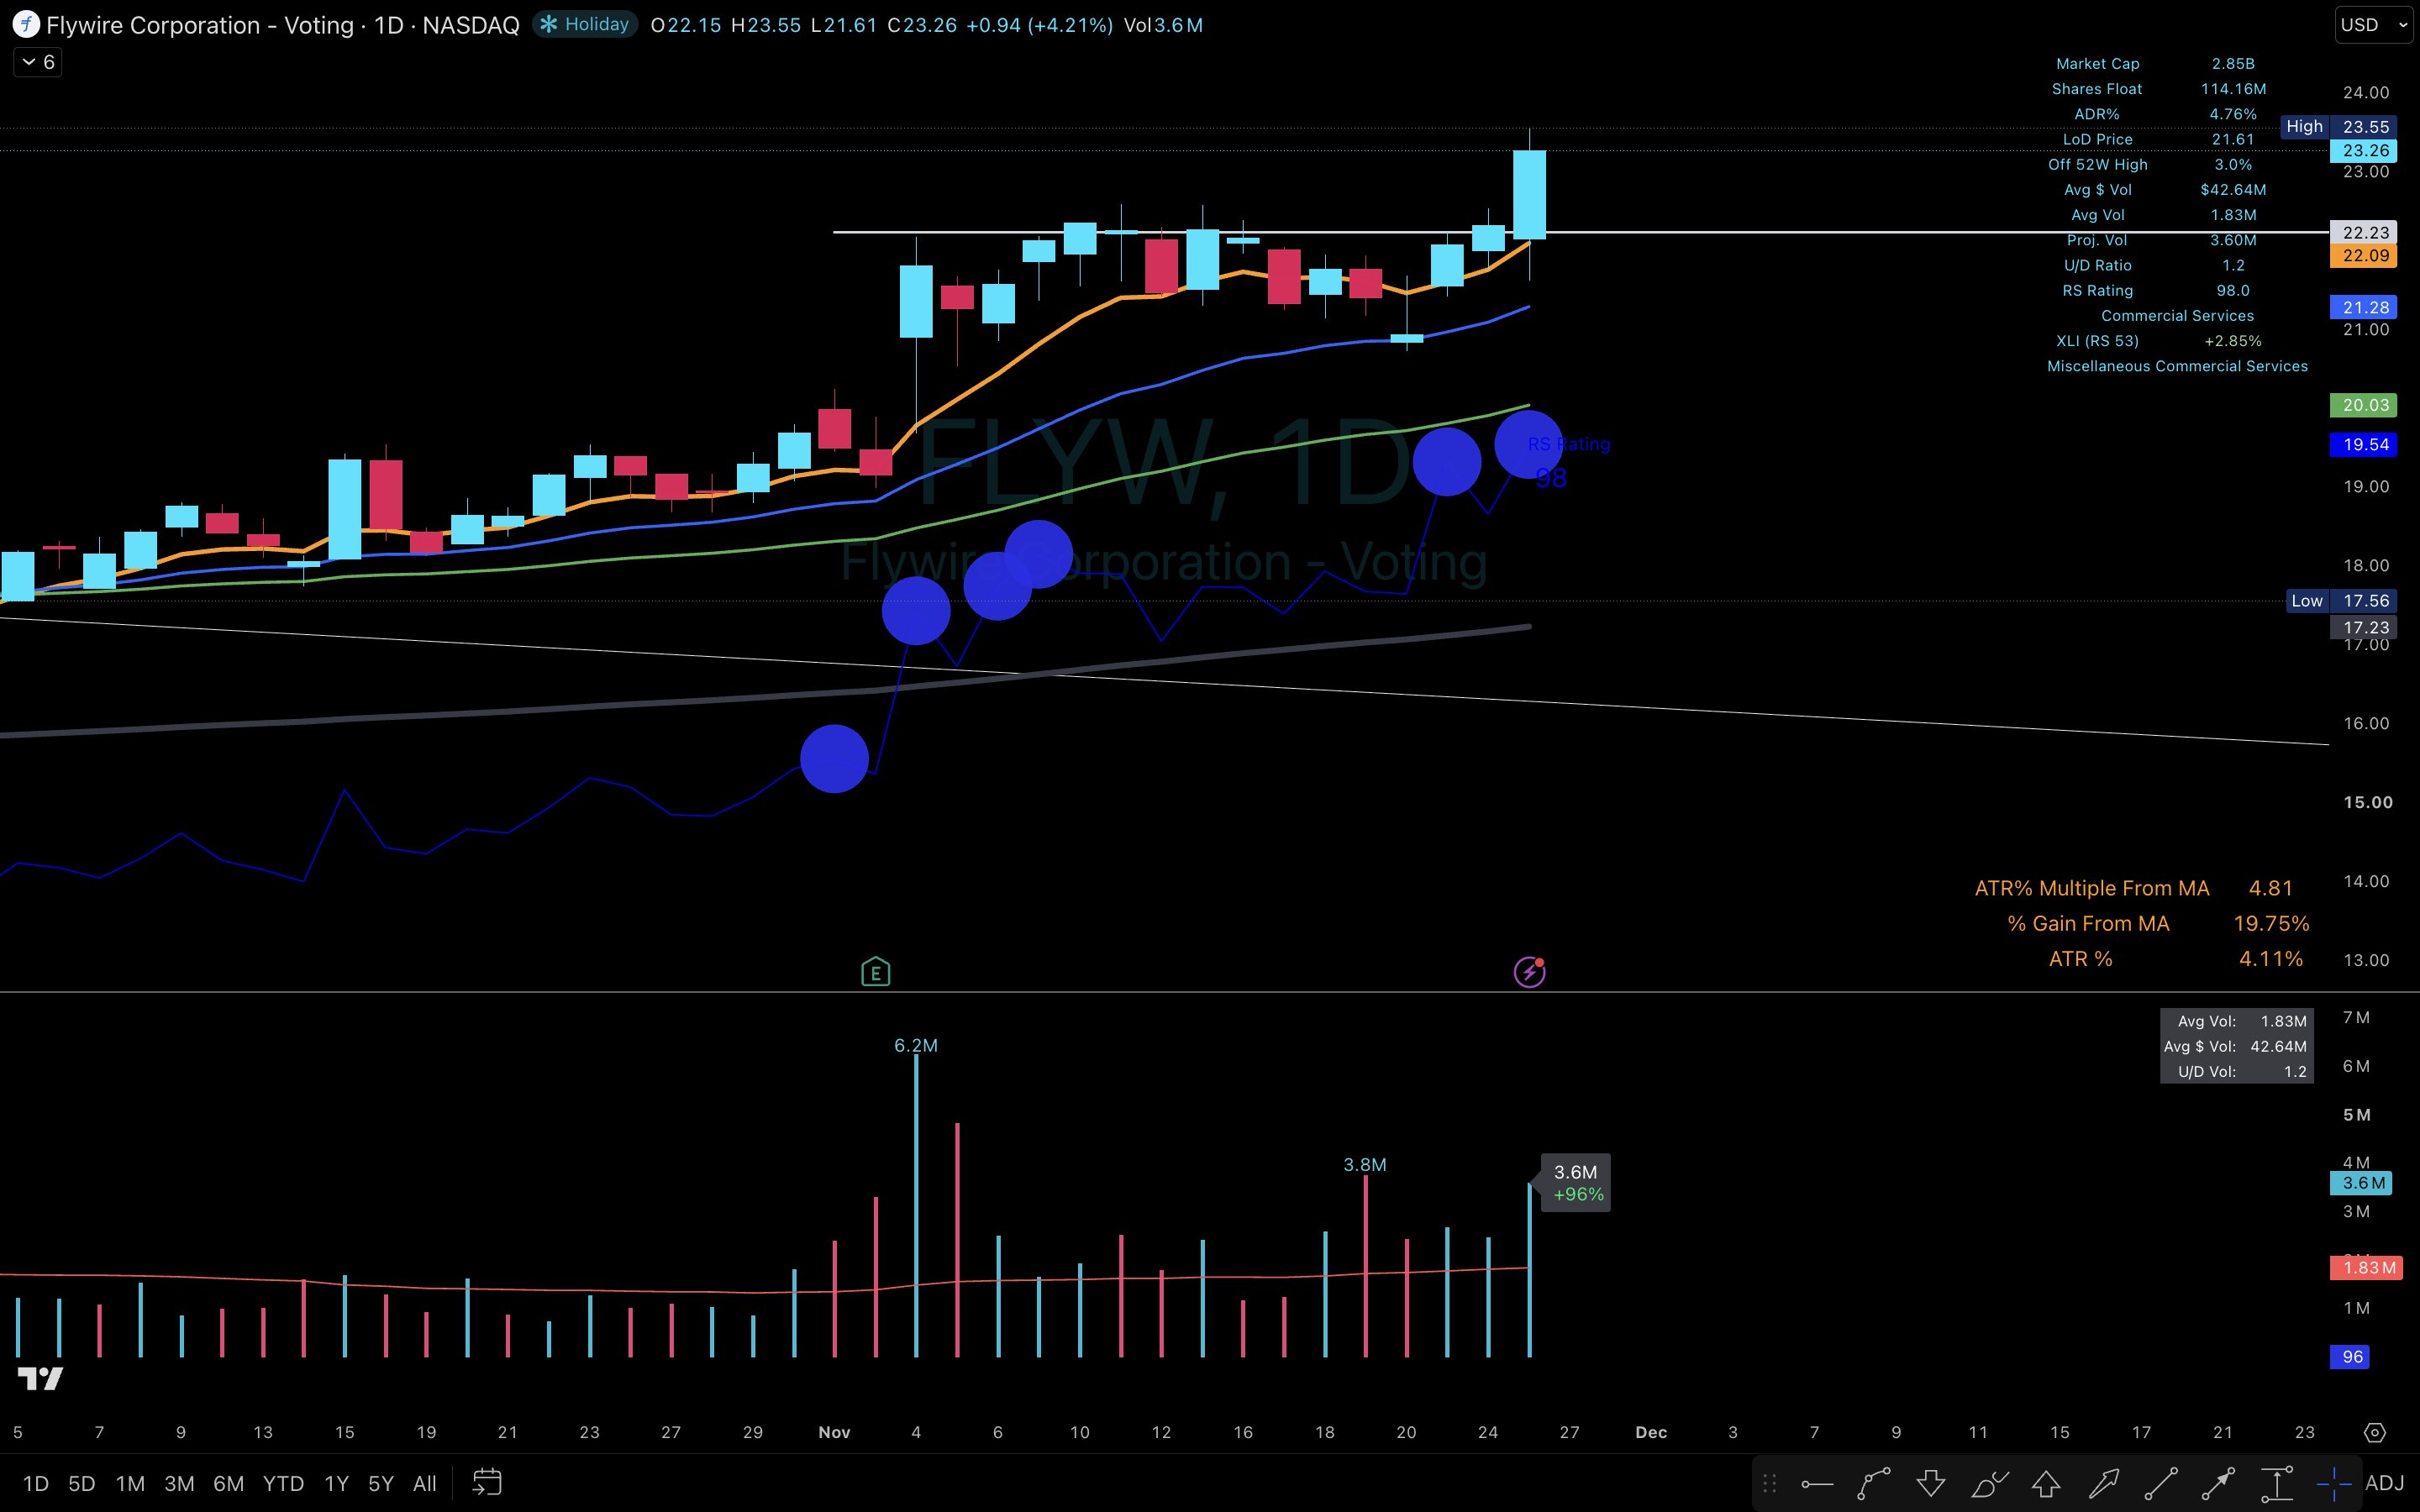 Flywire Corporation - Voting · 1D · NASDAQ Holiday O22.15 H23.55 L21.61 C23.26 +0.94 (+4.21%) Vol3.6M
USD
6
Market Cap 2.85B
Shares Float 114.16M
ADR% 4.76%
LoD Price 21.61
Off 52W High 3.0%
Avg $ Vol $42.64M
Avg Vol 1.83M
Proj. Vol 3.60M
U/D Ratio 1.2
RS Rating 98.0
Commercial Services
XLI (RS 53) +2.85%
Miscellaneous Commercial Services
24.00
High 23.55
23.26
23.00
22.23
22.09
21.28
21.00
20.03
19.54
19.00
18.00
Low 17.56
17.23
17.00
16.00
15.00
14.00
13.00
FLYW, 1D
Flywire Corporation - Voting
RS Rating
98
ATR% Multiple From MA 4.81
% Gain From MA 19.75%
ATR % 4.11%
E
Avg Vol: 1.83M
Avg $ Vol: 42.64M
U/D Vol: 1.2
6.2M
3.8M
3.6M
+96%
7 M
6 M
5 M
4 M
3.6 M
3 M
1.83 M
1 M
96
5 7 9 13 15 19 21 23 27 29 Nov 4 6 10 12 16 18 20 24 27 Dec 3 7 9 11 15 17 21 23
1D 5D 1M 3M 6M YTD 1Y 5Y All
ADJ